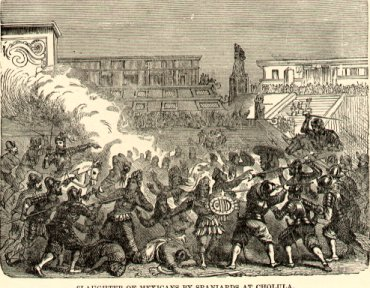 SLAUGHTER OF MEXICANS BY SPANIARDS AT CHOLULA.